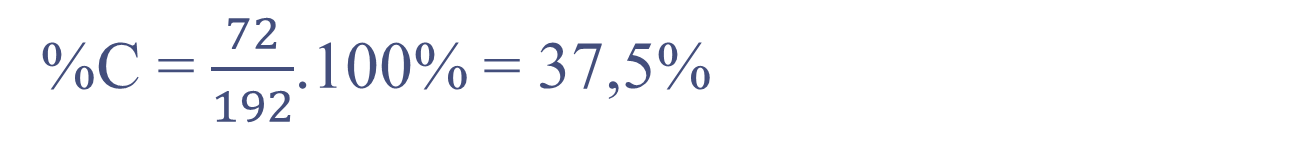 %C = 72/192 .100% = 37,5%